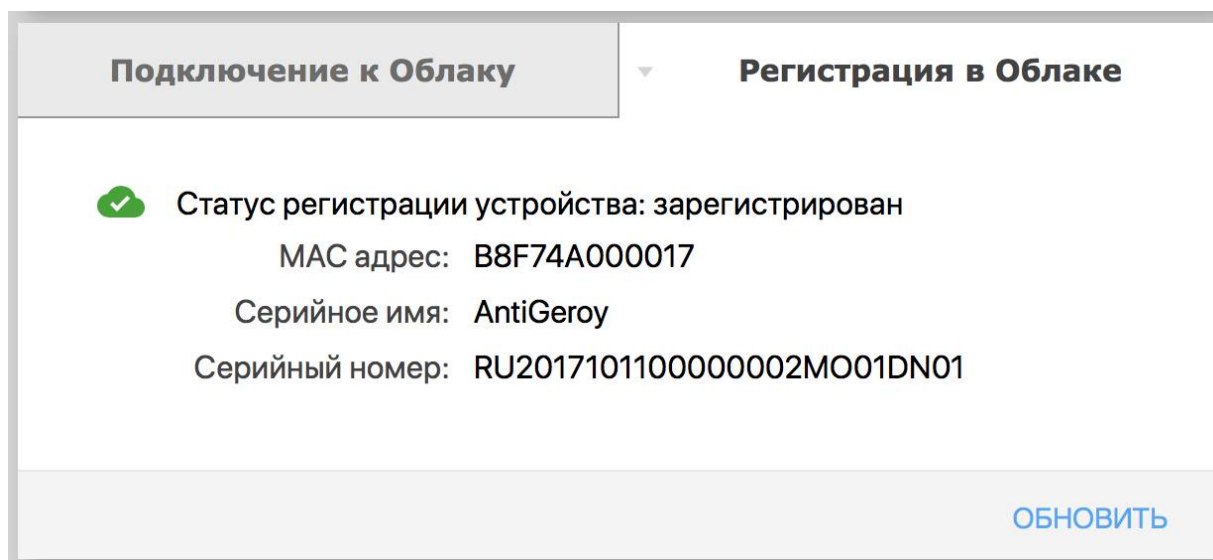 Подключение к Облаку
Регистрация в Облаке
Статус регистрации устройства: зарегистрирован
MAC адрес: B8F74A000017
Серийное имя: AntiGeroy
Серийный номер: RU2017101100000002MO01DN01
ОБНОВИТЬ